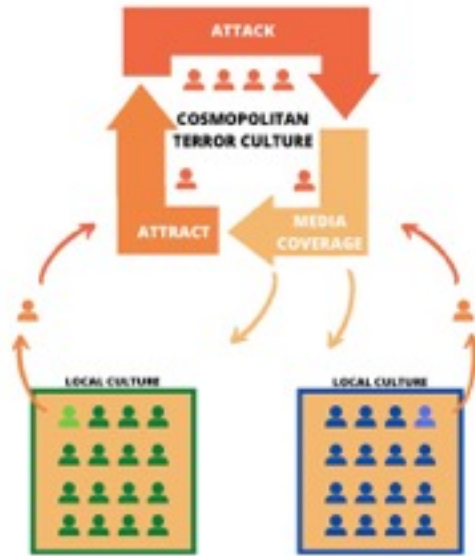 ATTACK
COSMOPOLITAN
TERROR CULTURE
ATTRACT
MEDIA
COVERAGE
LOCAL CULTURE
LOCAL CULTURE